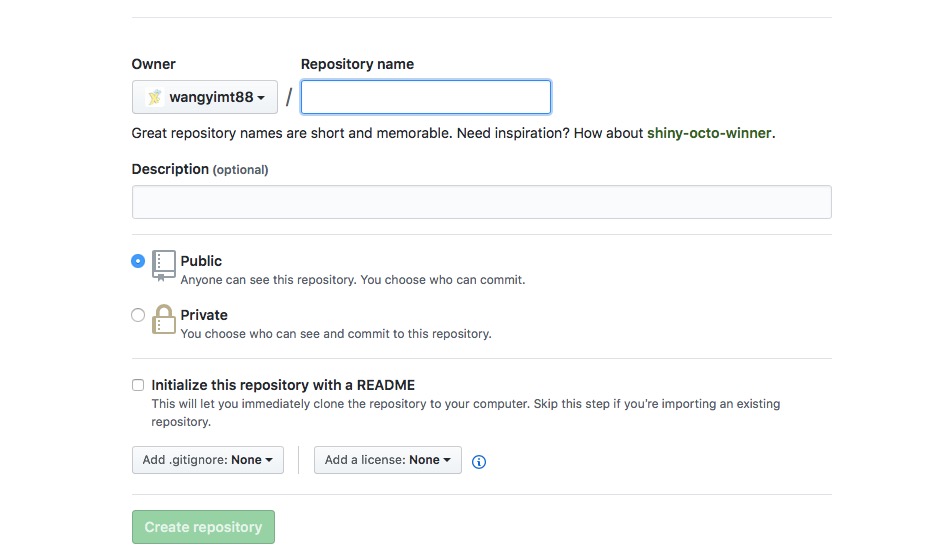 Owner
Repository name
wangyimt88 /
Great repository names are short and memorable. Need inspiration? How about shiny-octo-winner.
Description (optional)
Public
Anyone can see this repository. You choose who can commit.
Private
You choose who can see and commit to this repository.
Initialize this repository with a README
This will let you immediately clone the repository to your computer. Skip this step if you're importing an existing
repository.
Add .gitignore: None
Add a license: None
Create repository